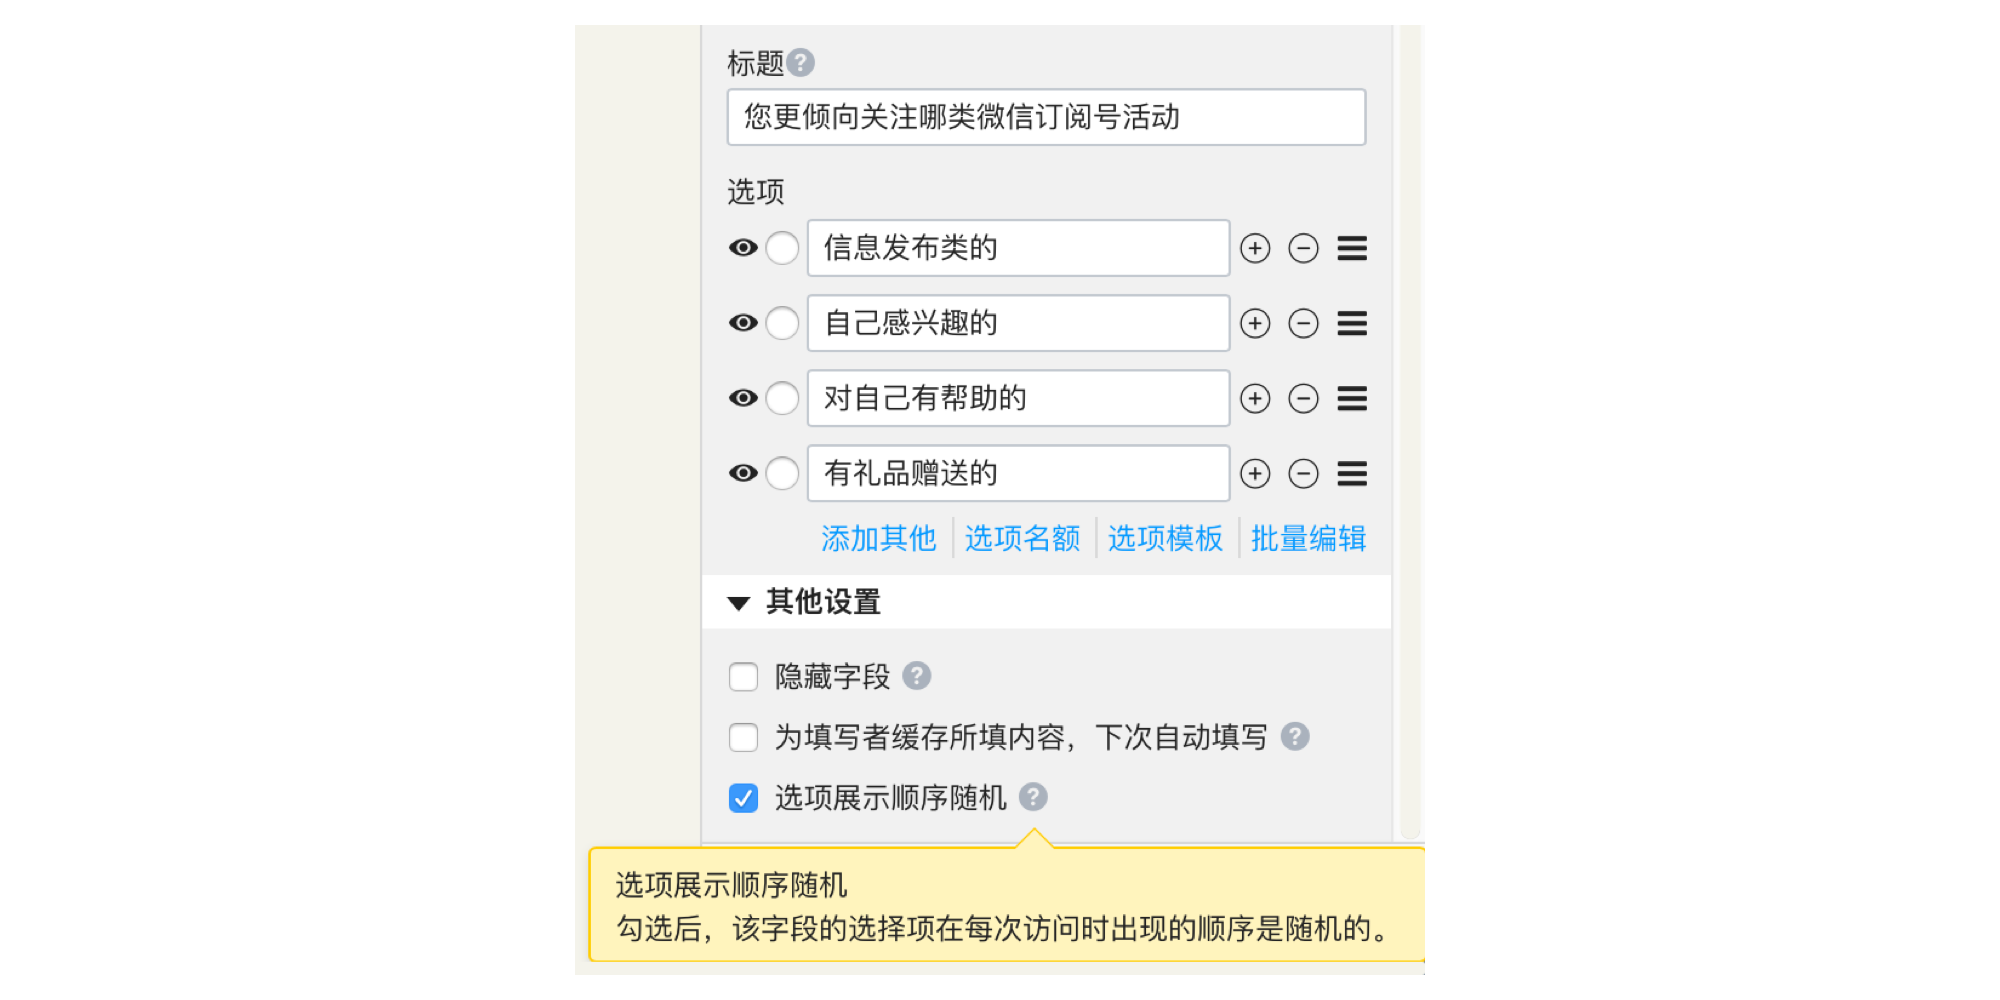 标题
您更倾向关注哪类微信订阅号活动
选项
信息发布类的
自己感兴趣的
对自己有帮助的
有礼品赠送的
添加其他 选项名额 选项模板 批量编辑
其他设置
隐藏字段
为填写者缓存所填内容，下次自动填写
选项展示顺序随机
选项展示顺序随机
勾选后，该字段的选择项在每次访问时出现的顺序是随机的。